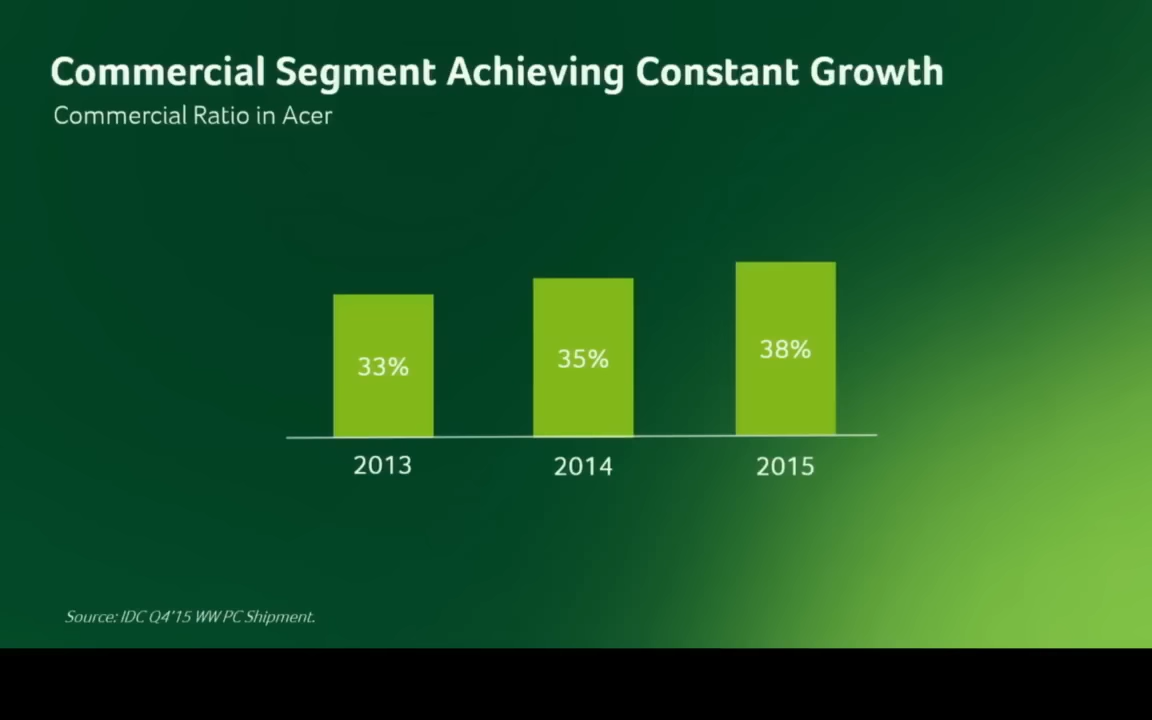 Commercial Segment Achieving Constant Growth
Commercial Ratio in Acer
33%
35%
38%
2013
2014
2015
Source: IDC Q4'15 WW PC Shipment.